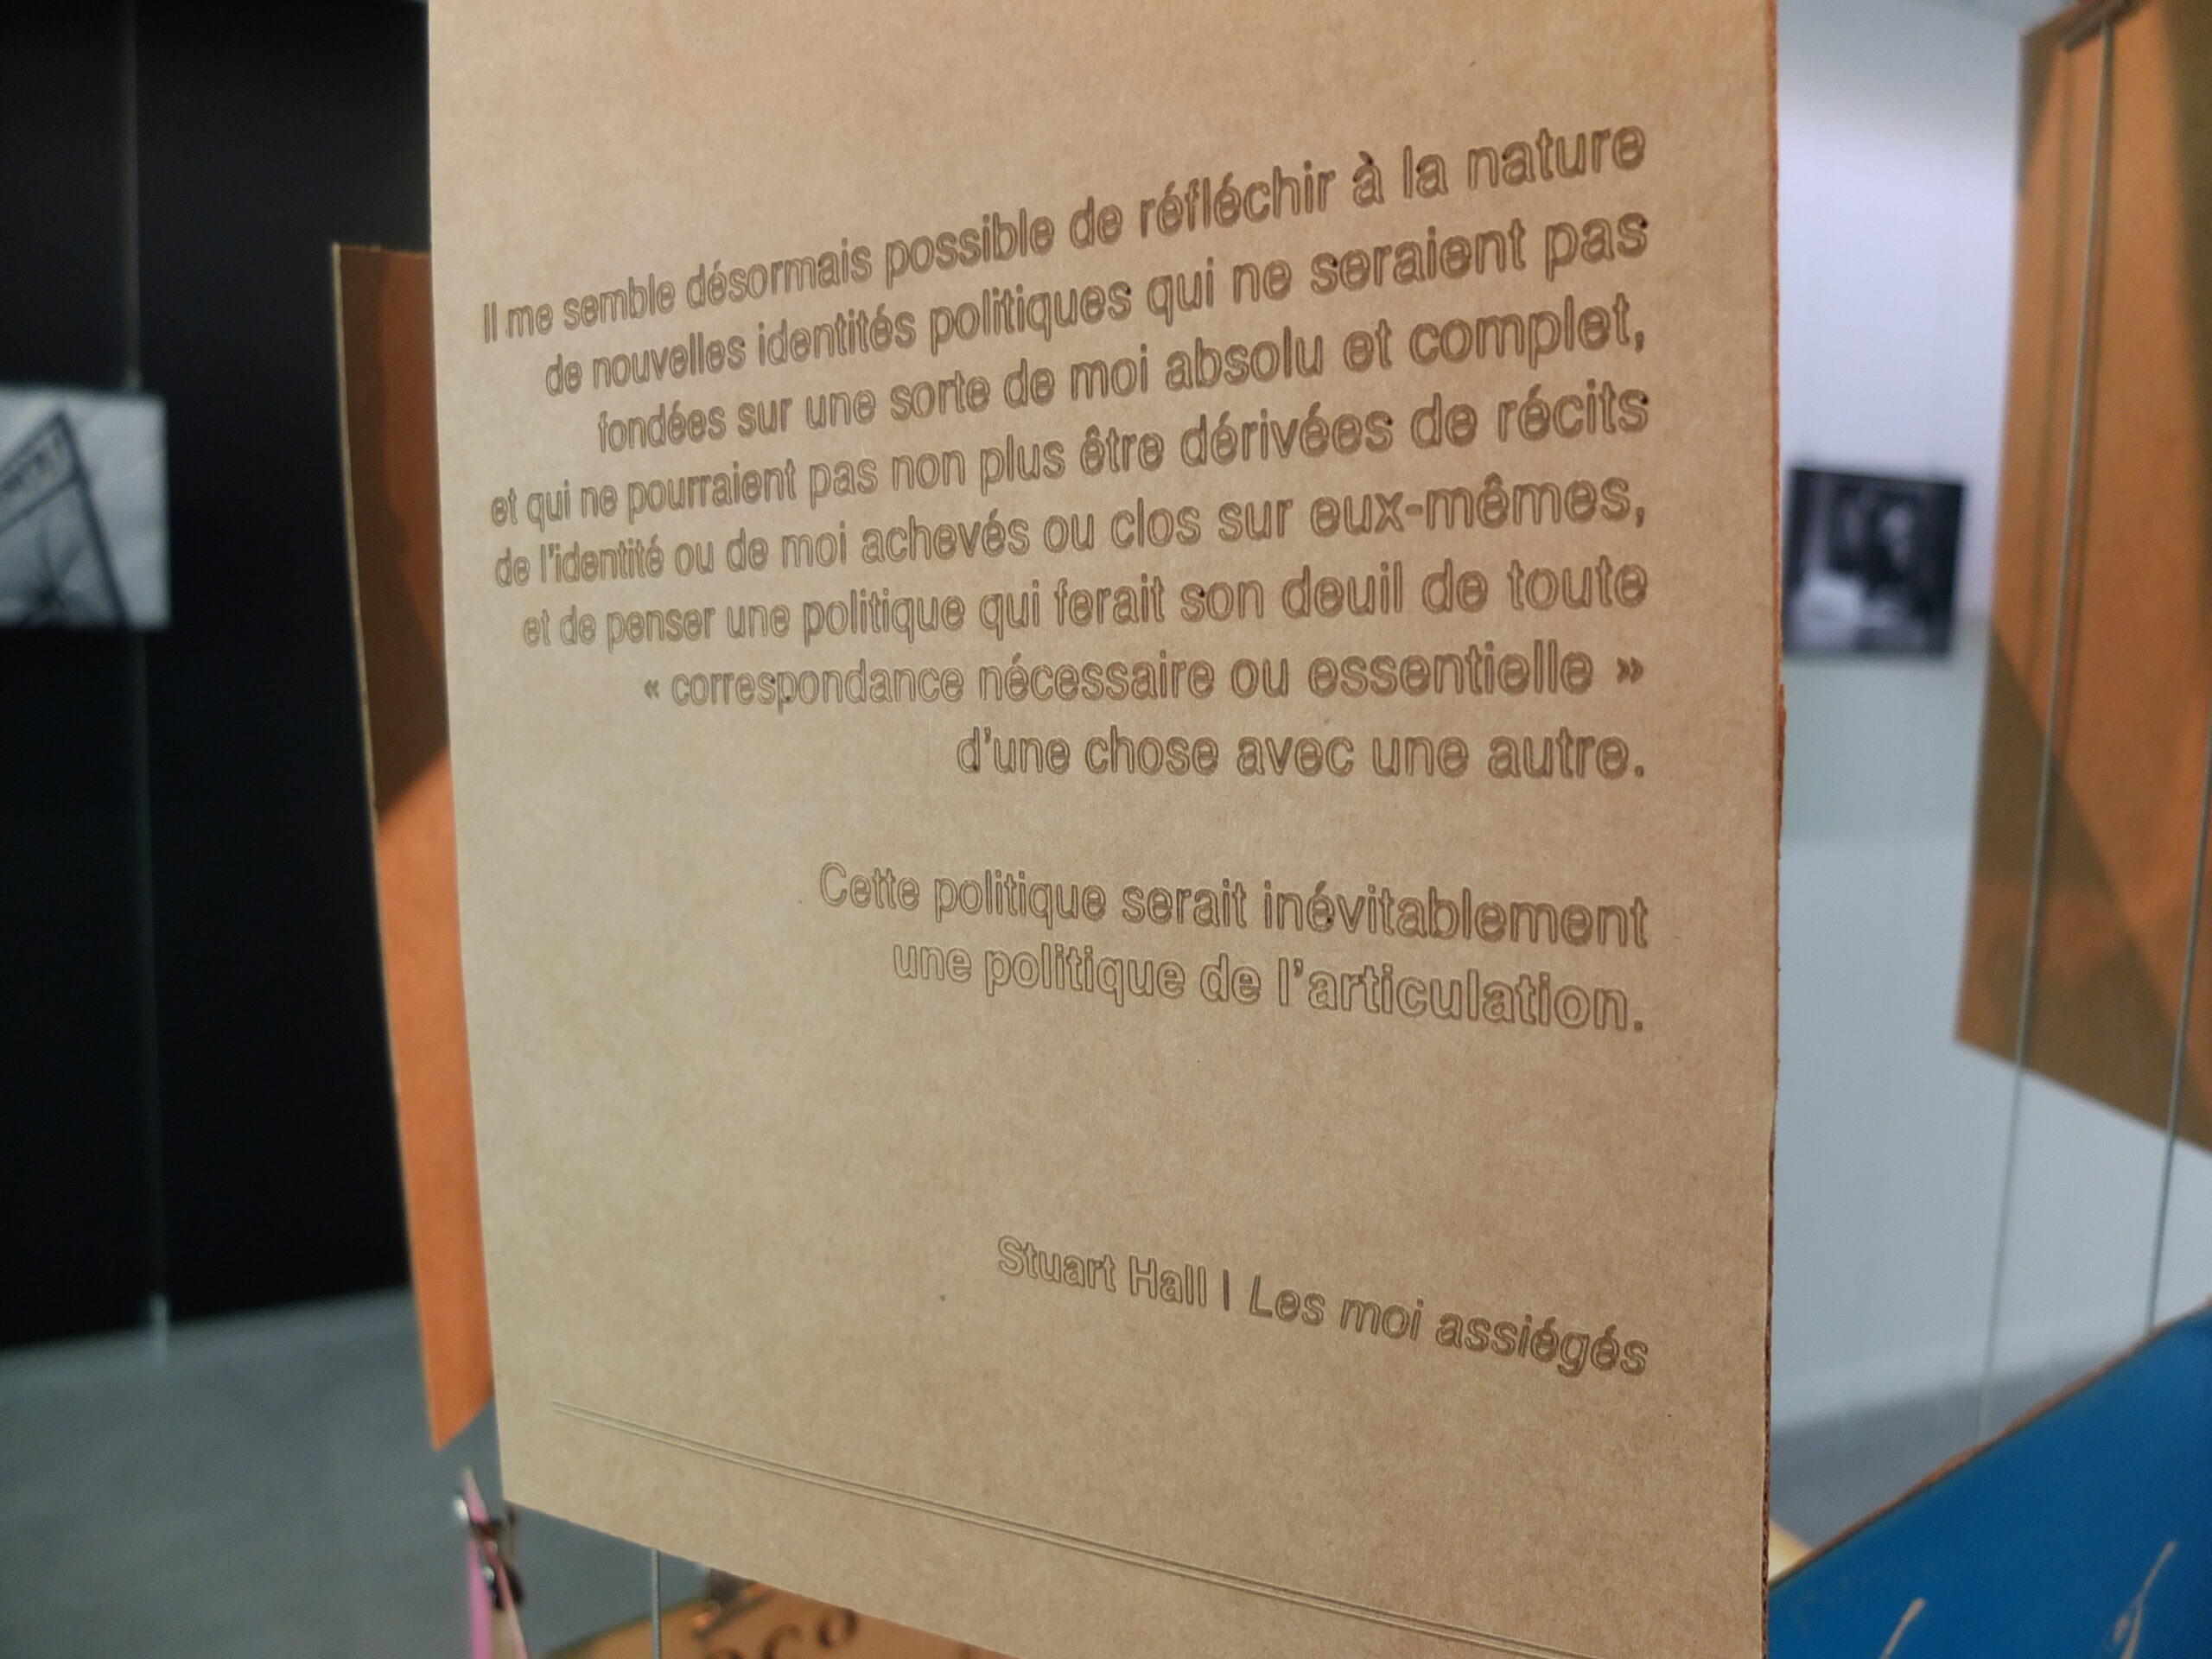 Il me semble désormais possible de réfléchir à la nature
de nouvelles identités politiques qui ne seraient pas
fondées sur une sorte de moi absolu et complet,
et qui ne pourraient pas non plus être dérivées de récits
de l'identité ou de moi achevés ou clos sur eux-mêmes,
et de penser une politique qui ferait son deuil de toute
« correspondance nécessaire ou essentielle »
d'une chose avec une autre.
Cette politique serait inévitablement
une politique de l'articulation.
Stuart Hall | Les moi assiégés